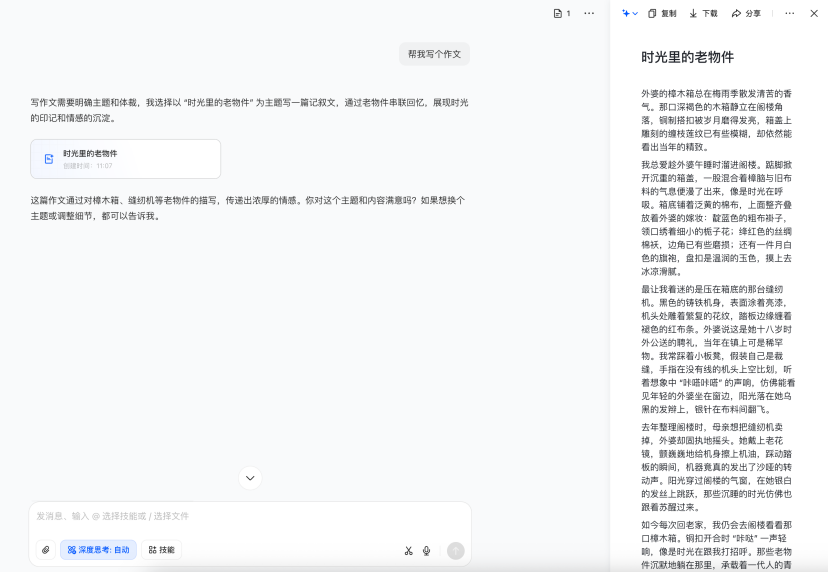 1
复制
下载
分享
帮我写个作文
时光里的老物件
写作文需要明确主题和体裁，我选择以 “时光里的老物件” 为主题写一篇记叙文，通过老物件串联回忆，展现时光
的印记和情感的沉淀。
时光里的老物件
创建时间：11:07
这篇作文通过对樟木箱、缝纫机等老物件的描写，传递出浓厚的情感。你对这个主题和内容满意吗？如果想换个
主题或调整细节，都可以告诉我。
发消息、输入 @ 选择技能或 / 选择文件
深度思考: 自动
技能
外婆的樟木箱总在梅雨季散发清苦的香
气。那口深褐色的木箱静立在阁楼角
落，铜制搭扣被岁月磨得发亮，箱盖上
雕刻的缠枝莲纹已有些模糊，却依然能
看出当年的精致。
我总爱趁外婆午睡时溜进阁楼。踮脚掀
开沉重的箱盖，一股混合着樟脑与旧布
料的气息便漫了出来，像是时光在呼
吸。箱底铺着泛黄的棉布，上面整齐叠
放着外婆的嫁妆：靛蓝色的粗布褂子，
领口绣着细小的栀子花；绛红色的丝绸
棉袄，边角已有些磨损；还有一件月白
色的旗袍，盘扣是温润的玉色，摸上去
冰凉滑腻。
最让我着迷的是压在箱底的那台缝纫
机。黑色的铸铁机身，表面涂着亮漆，
机头处雕着繁复的花纹，踏板边缘缠着
褪色的红布条。外婆说这是她十八岁时
外公送的聘礼，当年在镇上可是稀罕
物。我常踩着小板凳，假装自己是裁
缝，手指在没有线的机头上空比划，听
着想象中 “咔嗒咔嗒” 的声响，仿佛能看
见年轻的外婆坐在窗边，阳光落在她乌
黑的发辫上，银针在布料间翻飞。
去年整理阁楼时，母亲想把缝纫机卖
掉，外婆却固执地摇头。她戴上老花
镜，颤巍巍地给机身擦上机油，踩动踏
板的瞬间，机器竟真的发出了沙哑的转
动声。阳光穿过阁楼的气窗，在她银白
的发丝上跳跃，那些沉睡的时光仿佛也
跟着苏醒过来。
如今每次回老家，我仍会去阁楼看看那
口樟木箱。铜扣开合时 “咔哒” 一声轻
响，像是时光在跟我打招呼。那些老物
件沉默地躺在那里，承载着一代人的青